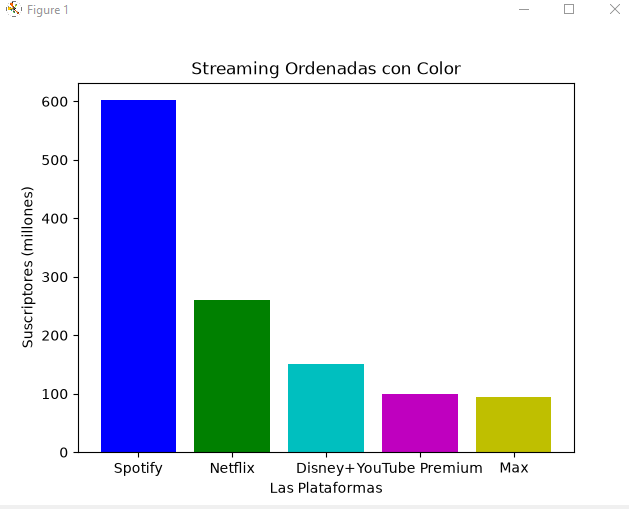 Figure 1
Streaming Ordenadas con Color
600
500
400
300
200
100
0
Suscriptores (millones)
Spotify Netflix Disney+ YouTube Premium Max
Las Plataformas